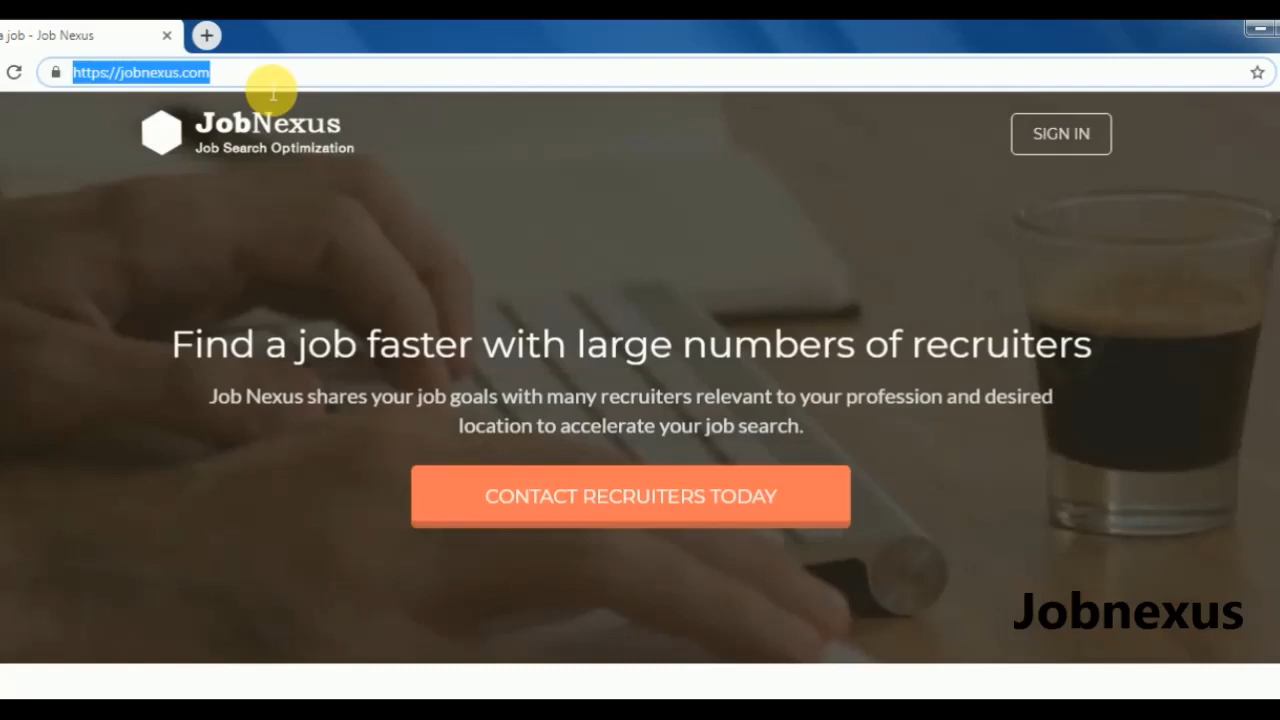 a job - Job Nexus
https://jobnexus.com
JobNexus
Job Search Optimization
SIGN IN
Find a job faster with large numbers of recruiters
Job Nexus shares your job goals with many recruiters relevant to your profession and desired
location to accelerate your job search.
CONTACT RECRUITERS TODAY
Jobnexus